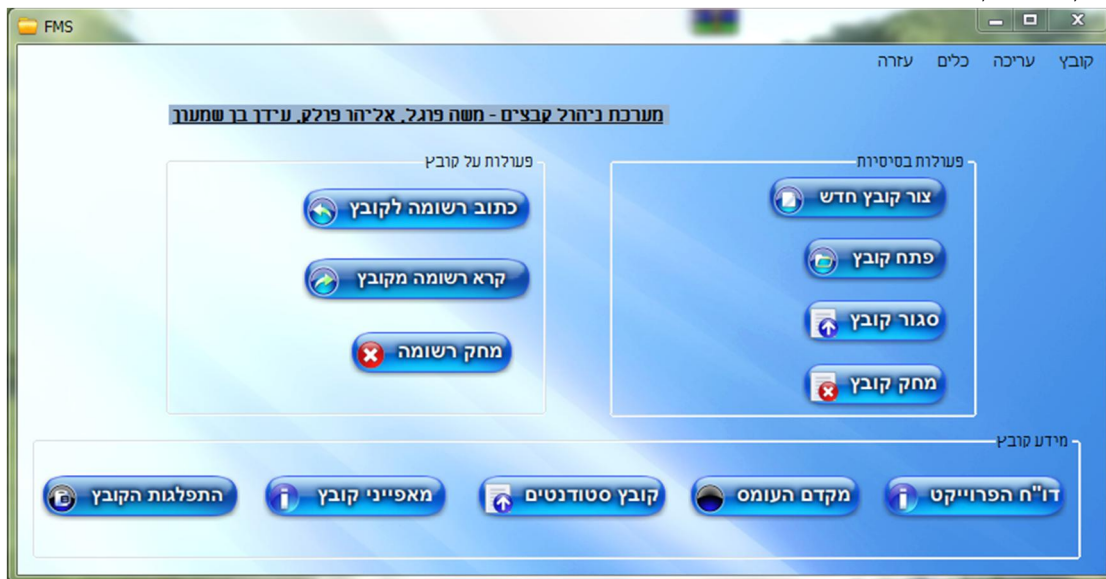 FMS
קובץ עריכה כלים עזרה
מערכת ניהול קבצים - משה פוגל, אליהו פולק, עידן בן שמעון
פעולות בסיסיות
צור קובץ חדש
פתח קובץ
סגור קובץ
מחק קובץ
פעולות על קובץ
כתוב רשומה לקובץ
קרא רשומה מקובץ
מחק רשומה
מידע קובץ
דו"ח הפרוייקט
מקדם העומס
קובץ סטודנטים
מאפייני קובץ
התפלגות הקובץ